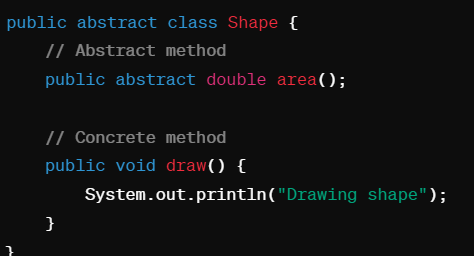 public abstract class Shape {
// Abstract method
public abstract double area();
// Concrete method
public void draw() {
System.out.println("Drawing shape");
}
}